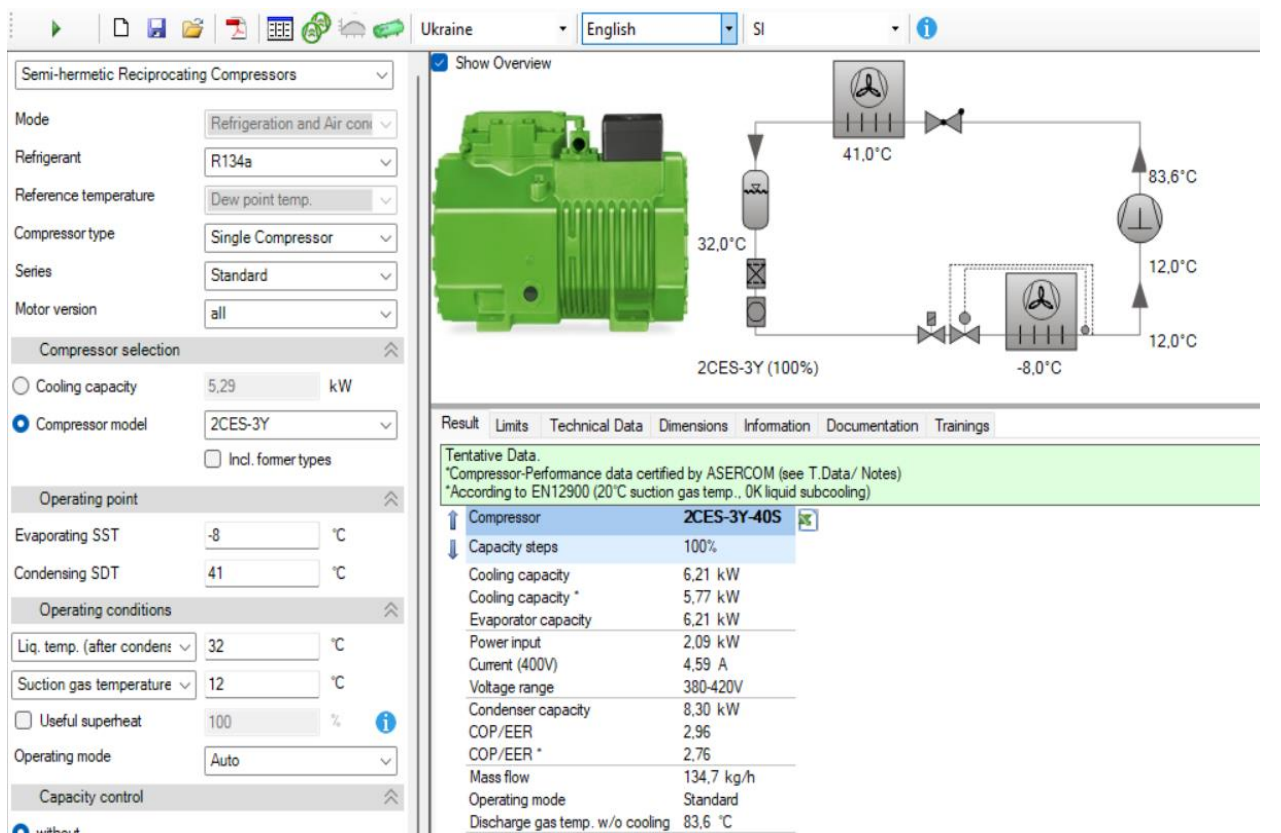 Ukraine English SI
Semi-hermetic Reciprocating Compressors
Mode Refrigeration and Air con
Refrigerant R134a
Reference temperature Dew point temp.
Compressor type Single Compressor
Series Standard
Motor version all
Compressor selection
Cooling capacity 5,29 kW
Compressor model 2CES-3Y
Incl. former types
Operating point
Evaporating SST -8 °C
Condensing SDT 41 °C
Operating conditions
Liq. temp. (after condens 32 °C
Suction gas temperature 12 °C
Useful superheat 100 %
Operating mode Auto
Capacity control
without
Show Overview
41,0°C
83,6°C
32,0°C
12,0°C
12,0°C
2CES-3Y (100%)
-8,0°C
Result Limits Technical Data Dimensions Information Documentation Trainings
Tentative Data.
*Compressor-Performance data certified by ASERCOM (see T.Data/ Notes)
*According to EN12900 (20°C suction gas temp., 0K liquid subcooling)
Compressor 2CES-3Y-40S
Capacity steps 100%
Cooling capacity 6,21 kW
Cooling capacity * 5,77 kW
Evaporator capacity 6,21 kW
Power input 2,09 kW
Current (400V) 4,59 A
Voltage range 380-420V
Condenser capacity 8,30 kW
COP/EER 2,96
COP/EER * 2,76
Mass flow 134,7 kg/h
Operating mode Standard
Discharge gas temp. w/o cooling 83,6 °C